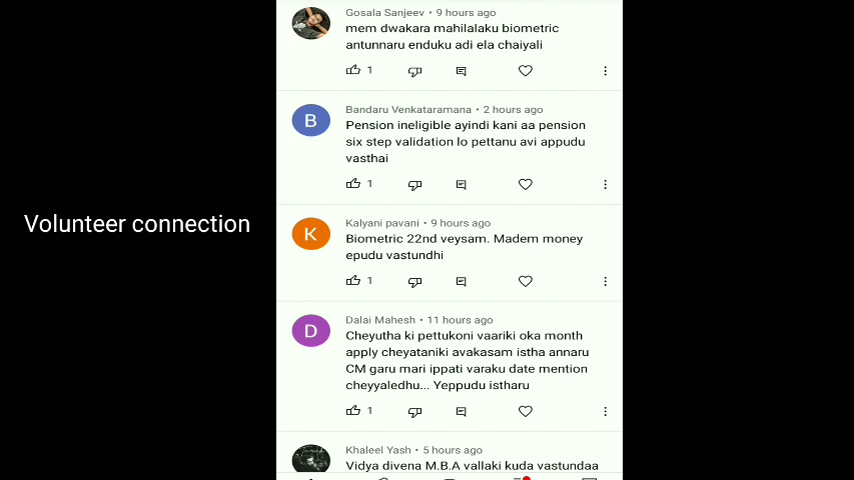 Gosala Sanjeev • 9 hours ago
mem dwakara mahilalaku biometric
antunnaru enduku adi ela chaiyali
1
B
Bandaru Venkataramana • 2 hours ago
Pension ineligible ayindi kani aa pension
six step validation lo pettanu avi appudu
vasthai
1
Volunteer connection
K
Kalyani pavani • 9 hours ago
Biometric 22nd veysam. Madem money
epudu vastundhi
1
D
Dalai Mahesh • 11 hours ago
Cheyutha ki pettukoni vaariki oka month
apply cheyataniki avakasam istha annaru
CM garu mari ippati varaku date mention
cheyyaledhu... Yeppudu istharu
1
Khaleel Yash • 5 hours ago
Vidya divena M.B.A vallaki kuda vastundaa